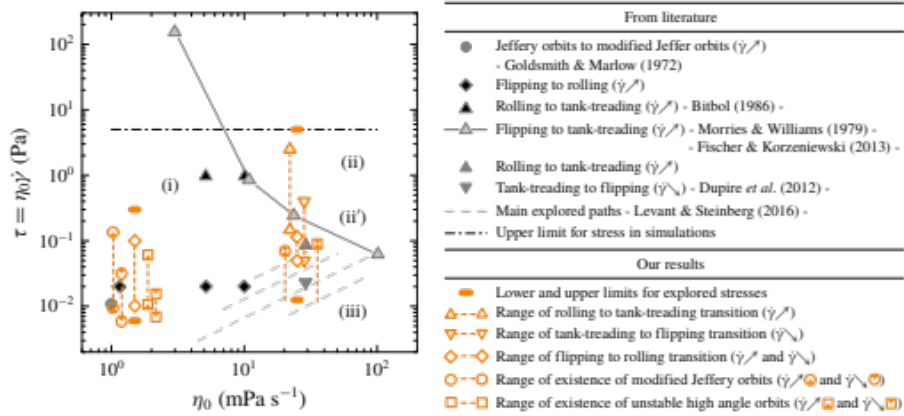 10²
10¹
10⁰
10⁻¹
10⁻²
τ = η₀γ̇ (Pa)
(i)
(ii)
(ii')
(iii)
10⁰
10¹
10²
η₀ (mPa s⁻¹)
From literature
Jeffery orbits to modified Jeffer orbits (γ̇↗)
- Goldsmith & Marlow (1972)
Flipping to rolling (γ̇↗)
Rolling to tank-treading (γ̇↗) - Bitbol (1986) -
Flipping to tank-treading (γ̇↗) - Morries & Williams (1979) -
- Fischer & Korzeniewski (2013) -
Rolling to tank-treading (γ̇↗)
Tank-treading to flipping (γ̇↘) - Dupire et al. (2012) -
Main explored paths - Levant & Steinberg (2016) -
Upper limit for stress in simulations
Our results
Lower and upper limits for explored stresses
Range of rolling to tank-treading transition (γ̇↗)
Range of tank-treading to flipping transition (γ̇↘)
Range of flipping to rolling transition (γ̇↗ and γ̇↘)
Range of existence of modified Jeffery orbits (γ̇↗ and γ̇↘)
Range of existence of unstable high angle orbits (γ̇↗ and γ̇↘)